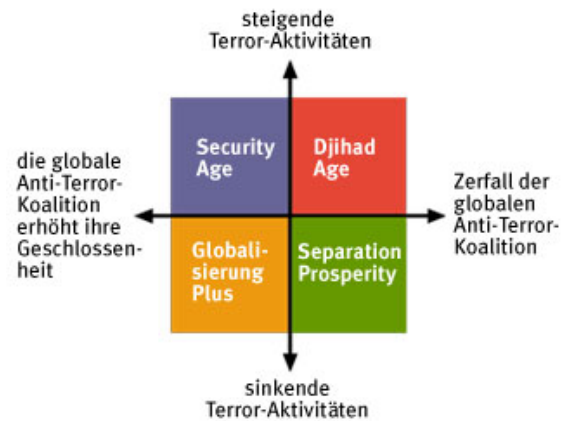 steigende
Terror-Aktivitäten
Security
Age
Djihad
Age
die globale
Anti-Terror-
Koalition
erhöht ihre
Geschlossen-
heit
Zerfall der
globalen
Anti-Terror-
Koalition
Globali-
sierung
Plus
Separation
Prosperity
sinkende
Terror-Aktivitäten